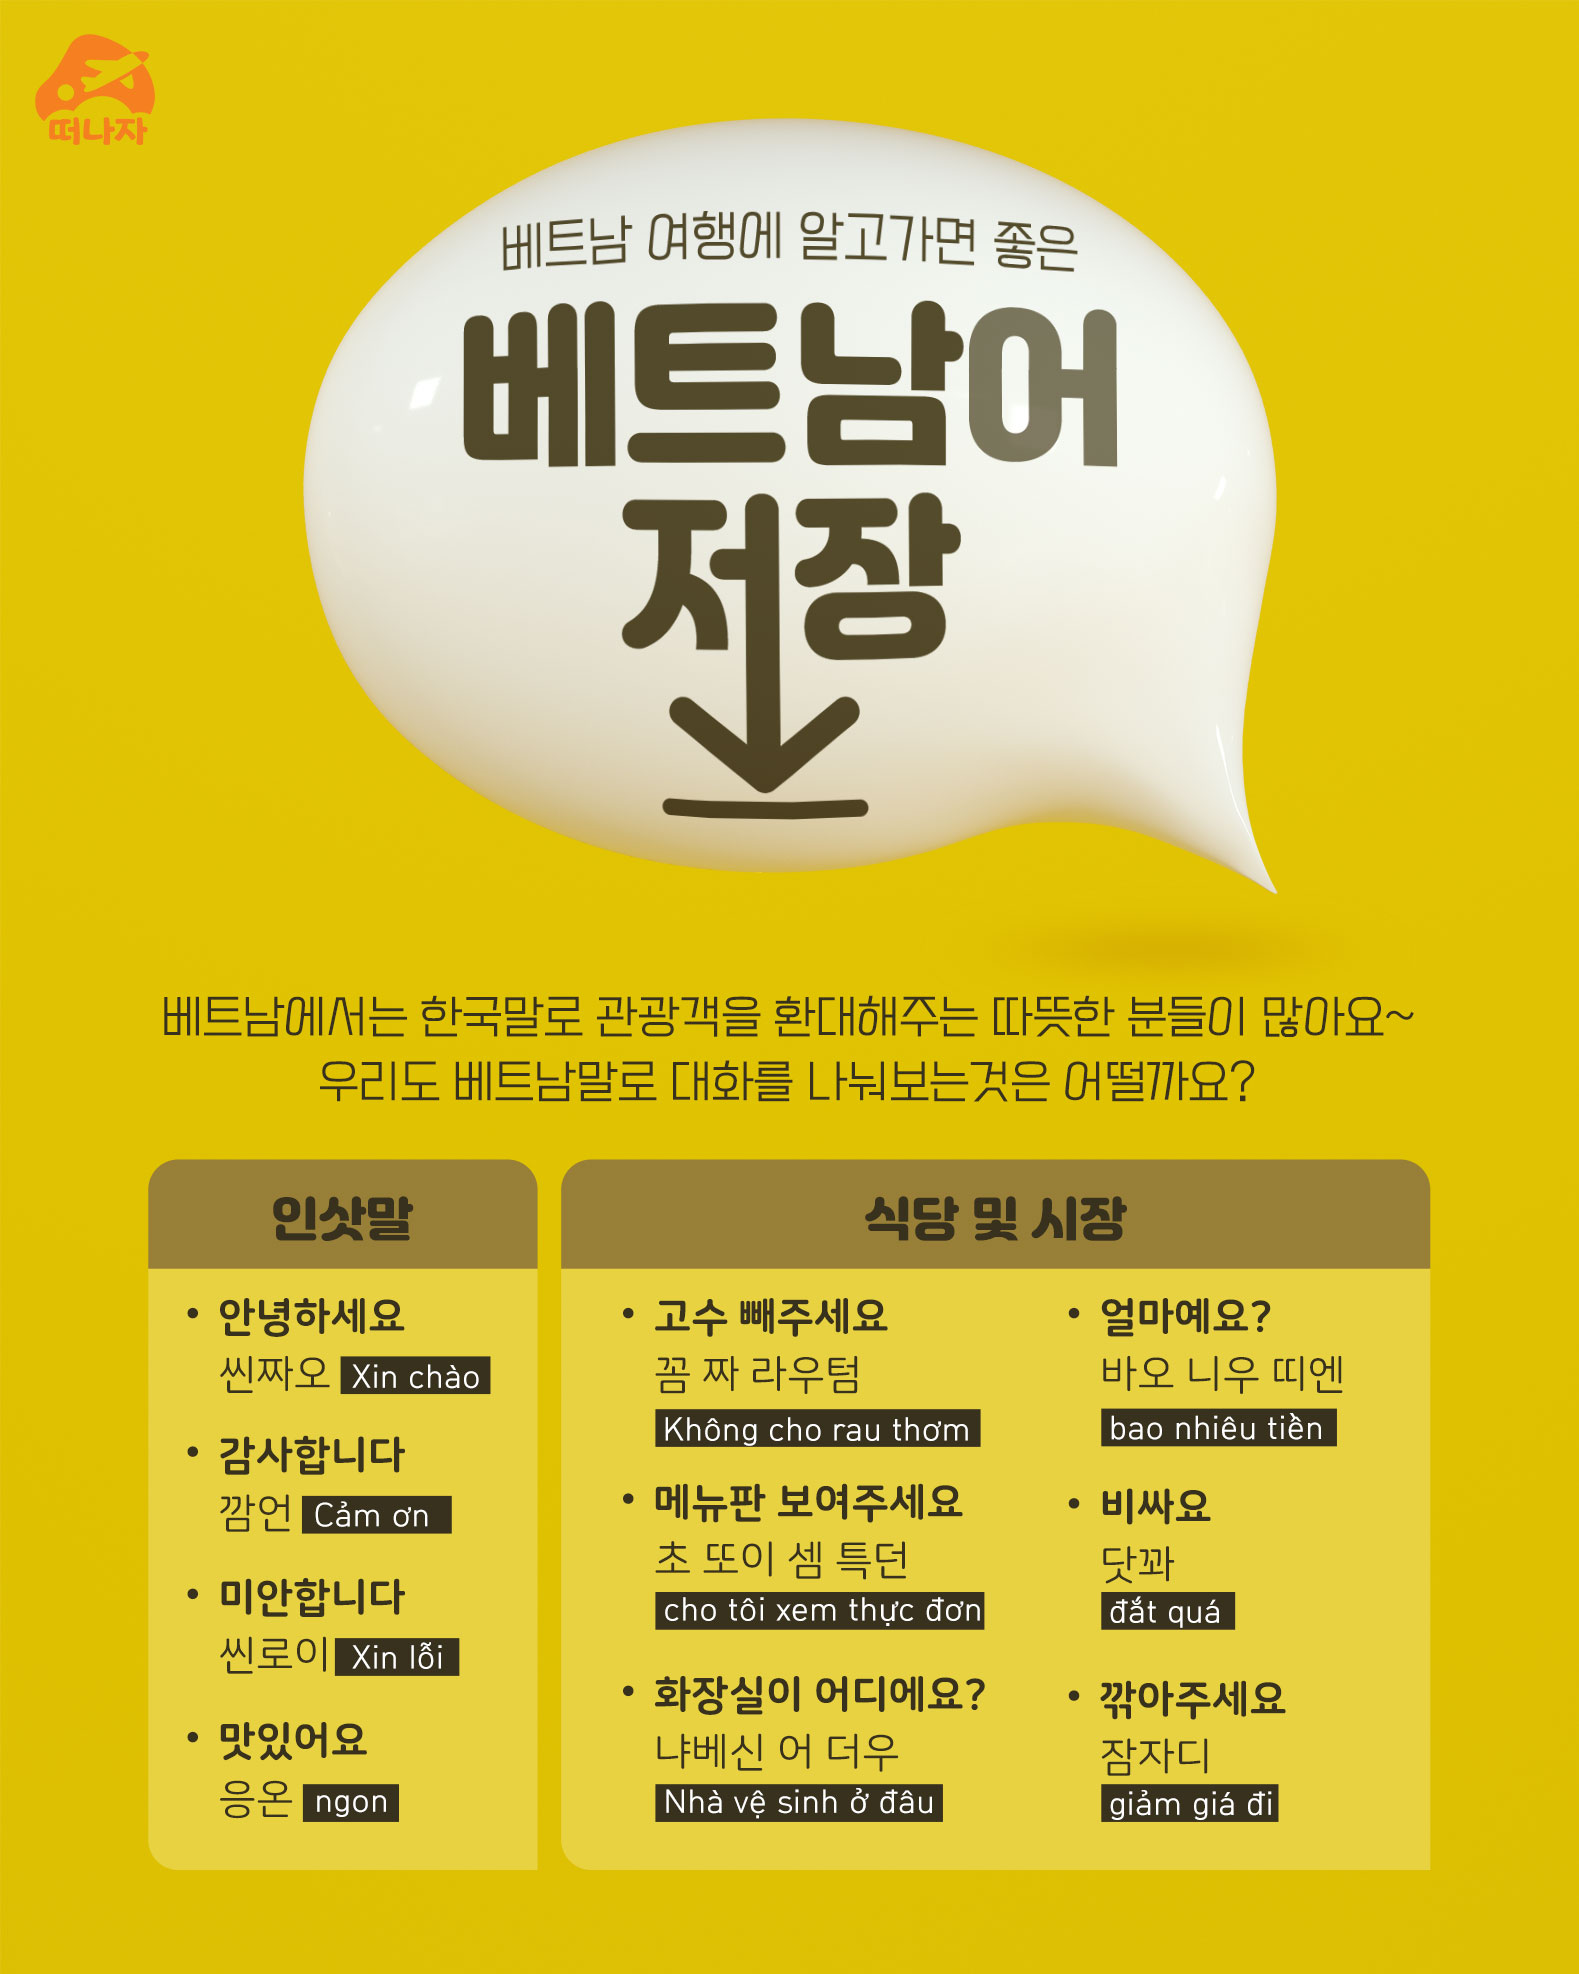 떠나자
베트남 여행에 알고가면 좋은
베트남어
저장
베트남에서는 한국말로 관광객을 환대해주는 따뜻한 분들이 많아요~
우리도 베트남말로 대화를 나눠보는것은 어떨까요?
인삿말
• 안녕하세요
씬짜오 Xin chào
• 감사합니다
깜언 Cảm ơn
• 미안합니다
씬로이 Xin lỗi
• 맛있어요
응온 ngon
식당 및 시장
• 고수 빼주세요
꼼 짜 라우텀
Không cho rau thơm
• 메뉴판 보여주세요
초 또이 셈 특던
cho tôi xem thực đơn
• 화장실이 어디에요?
냐베신 어 더우
Nhà vệ sinh ở đâu
• 얼마예요?
바오 니우 띠엔
bao nhiêu tiền
• 비싸요
닷꽈
đắt quá
• 깎아주세요
잠자디
giảm giá đi